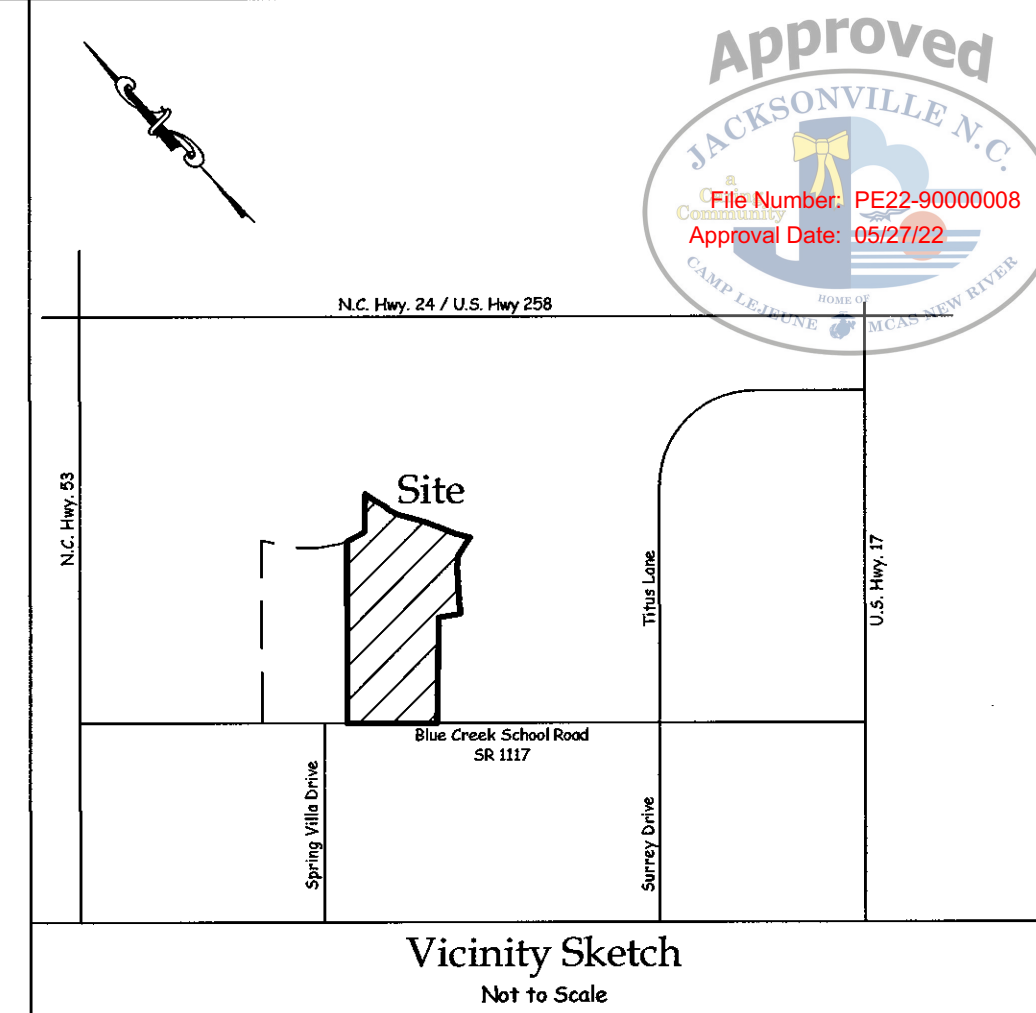 Approved
JACKSONVILLE N.C.
a
Caring
Community
File Number: PE22-90000008
Approval Date: 05/27/22
HOME OF
CAMP LEJEUNE MCAS NEW RIVER
N.C. Hwy. 24 / U.S. Hwy 258
N.C. Hwy. 53
Site
Titus Lane
U.S. Hwy. 17
Blue Creek School Road
SR 1117
Spring Villa Drive
Surrey Drive
Vicinity Sketch
Not to Scale